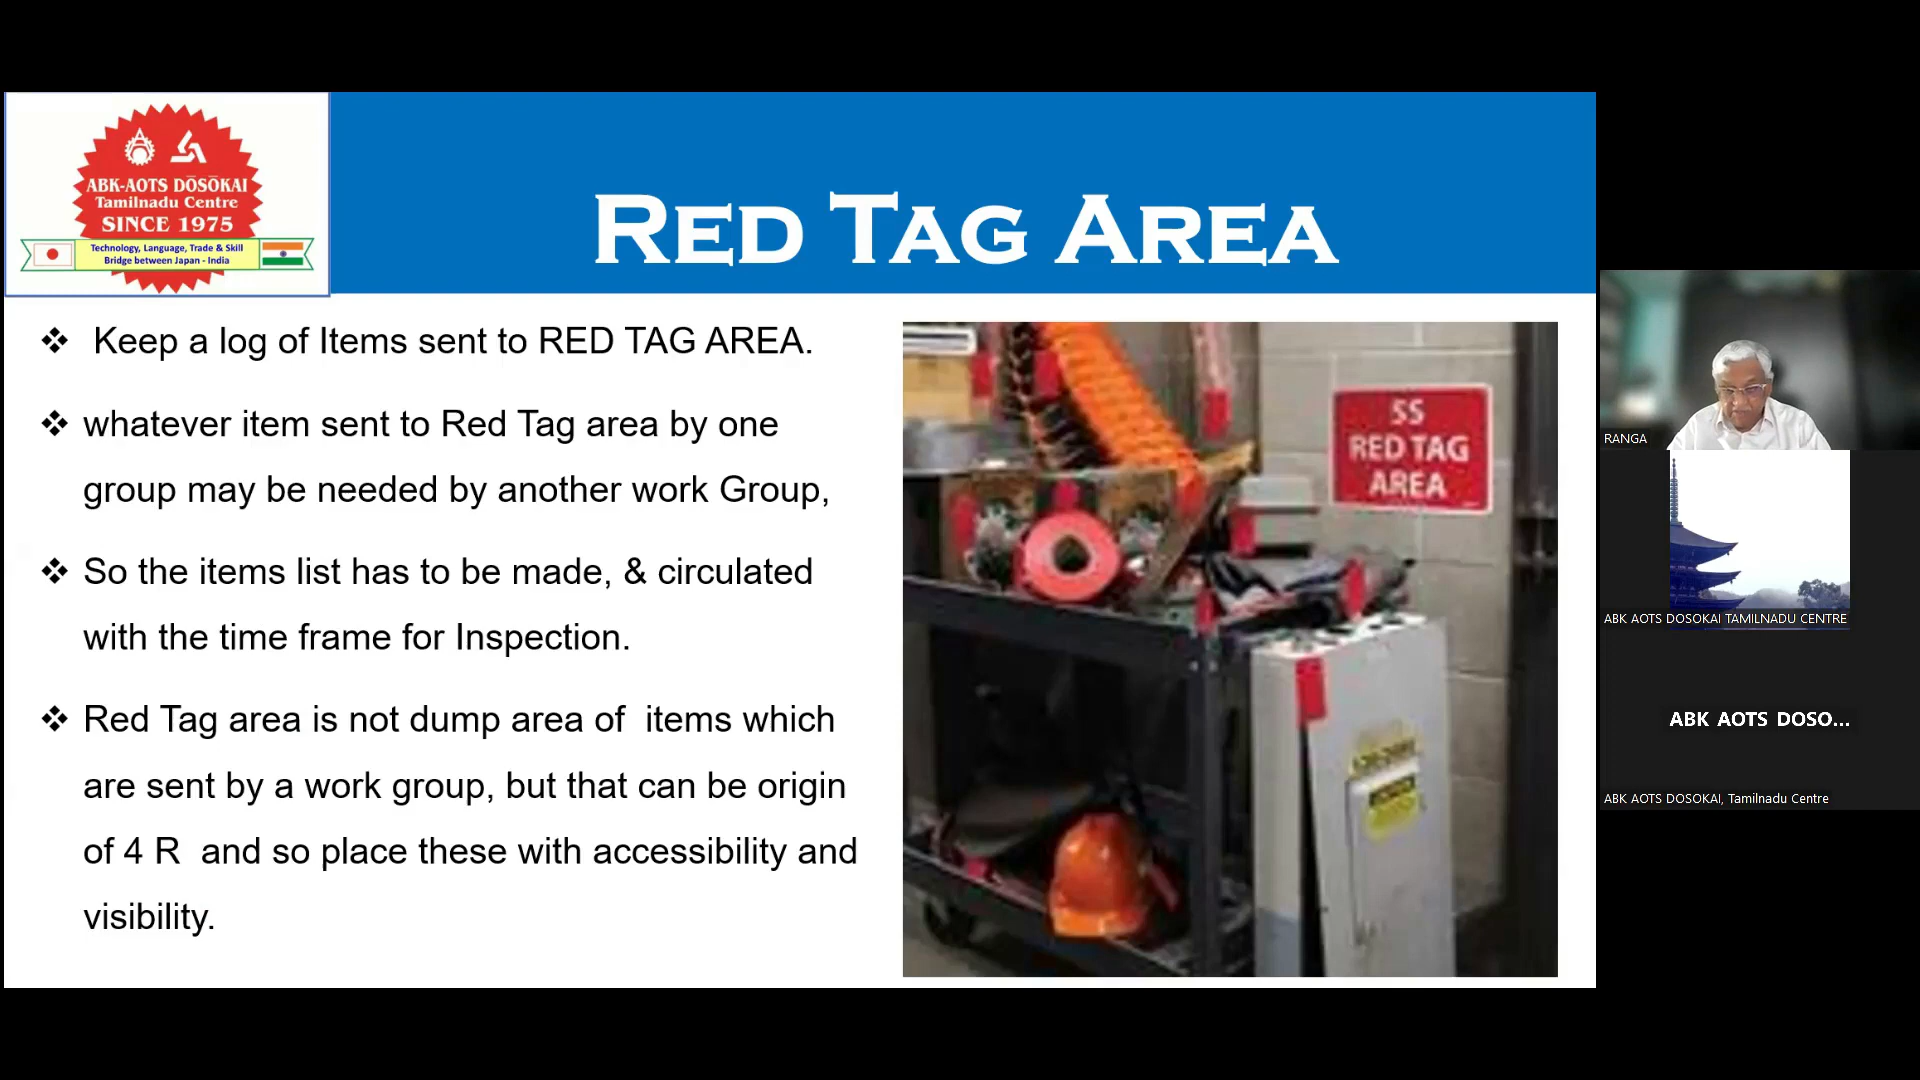 ABK-AOTS DŌSŌKAI
Tamilnadu Centre
SINCE 1975
Technology, Language, Trade & Skill
Bridge between Japan - India
RED TAG AREA
❖ Keep a log of Items sent to RED TAG AREA.
❖ whatever item sent to Red Tag area by one
group may be needed by another work Group,
❖ So the items list has to be made, & circulated
with the time frame for Inspection.
❖ Red Tag area is not dump area of items which
are sent by a work group, but that can be origin
of 4 R and so place these with accessibility and
visibility.
5S
RED TAG
AREA
RANGA
ABK AOTS DOSOKAI TAMILNADU CENTRE
ABK AOTS DOSO...
ABK AOTS DOSOKAI, Tamilnadu Centre